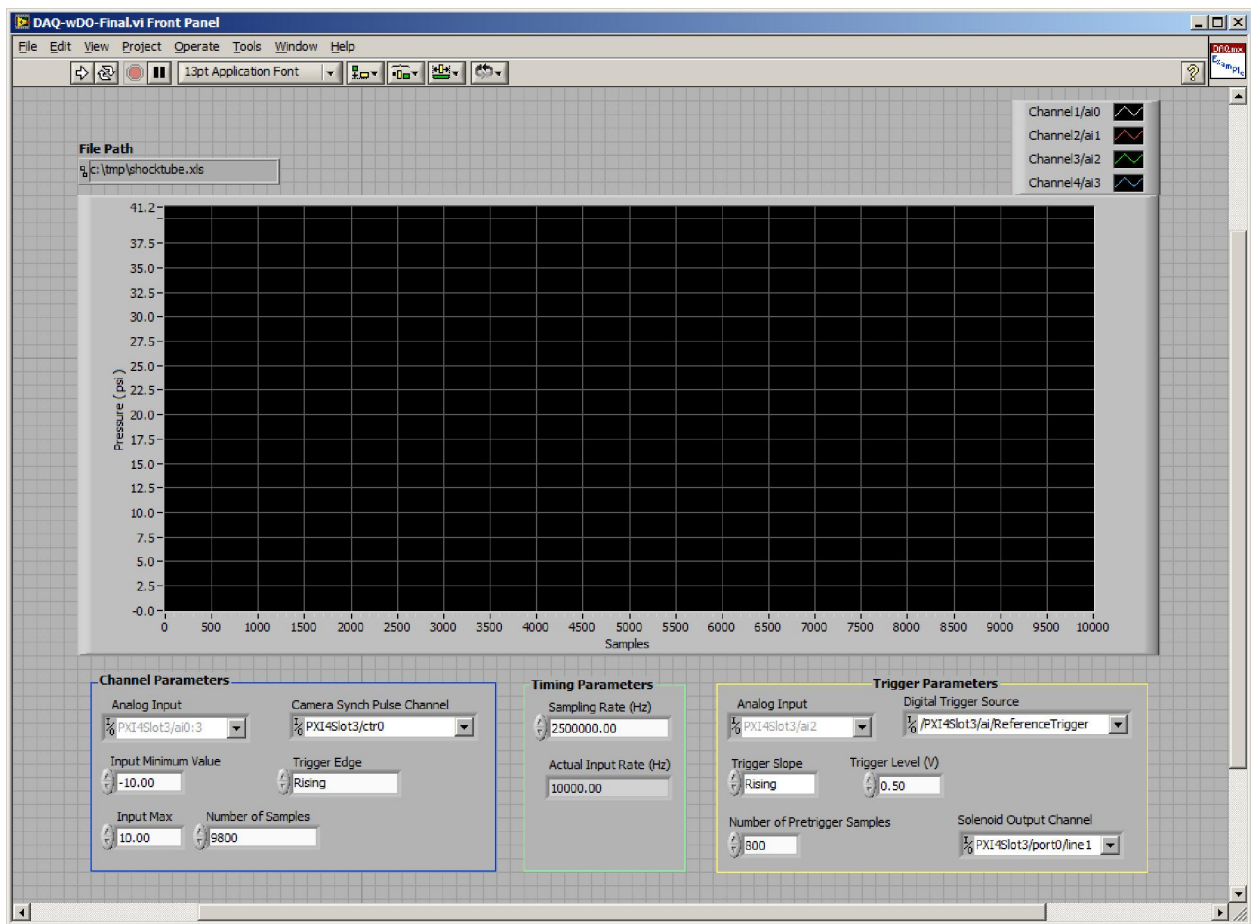 DAQ-wDO-Final.vi Front Panel
File Edit View Project Operate Tools Window Help
13pt Application Font
DAQmx
Example
Channel1/ai0
Channel2/ai1
Channel3/ai2
Channel4/ai3
File Path
c:\tmp\shocktube.xls
41.2
37.5
35.0
32.5
30.0
27.5
25.0
22.5
20.0
17.5
15.0
12.5
10.0
7.5
5.0
2.5
-0.0
Pressure (psi)
0 500 1000 1500 2000 2500 3000 3500 4000 4500 5000 5500 6000 6500 7000 7500 8000 8500 9000 9500 10000
Samples
Channel Parameters
Analog Input Camera Synch Pulse Channel
PXI4Slot3/ai0:3 PXI4Slot3/ctr0
Input Minimum Value Trigger Edge
-10.00 Rising
Input Max Number of Samples
10.00 9800
Timing Parameters
Sampling Rate (Hz)
2500000.00
Actual Input Rate (Hz)
10000.00
Trigger Parameters
Analog Input Digital Trigger Source
PXI4Slot3/ai2 /PXI4Slot3/ai/ReferenceTrigger
Trigger Slope Trigger Level (V)
Rising 0.50
Number of Pretrigger Samples Solenoid Output Channel
800 PXI4Slot3/port0/line1